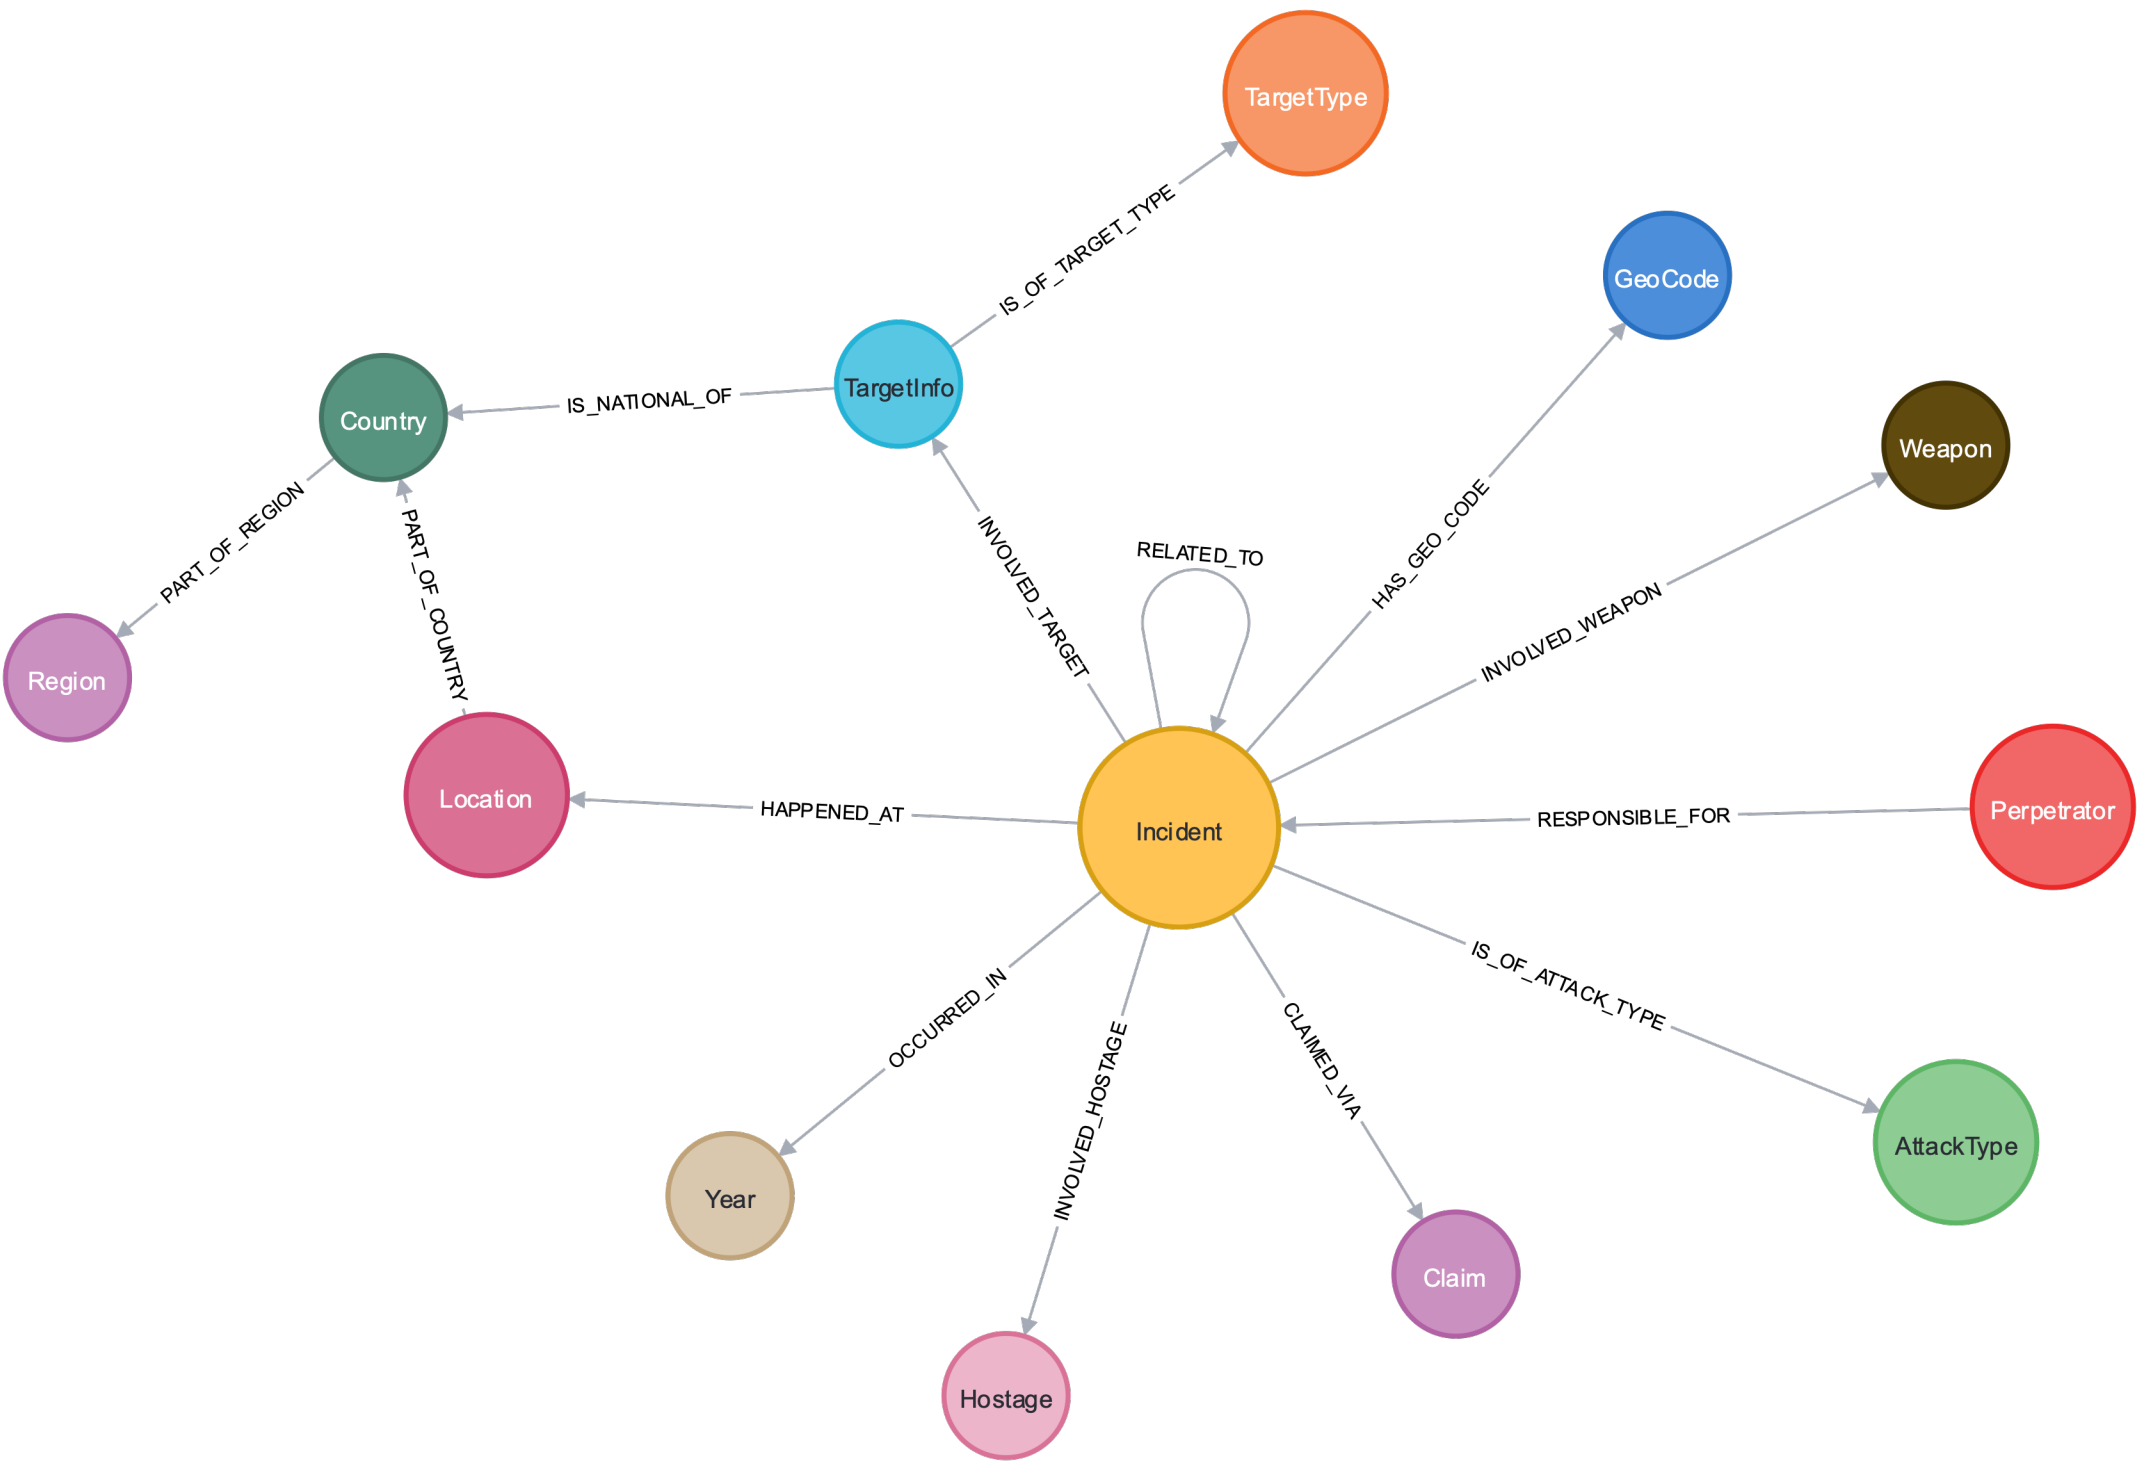 TargetType
GeoCode
IS_OF_TARGET_TYPE
TargetInfo
Country
IS_NATIONAL_OF
Weapon
PART_OF_REGION
PART_OF_COUNTRY
INVOLVED_TARGET
RELATED_TO
HAS_GEO_CODE
INVOLVED_WEAPON
Region
Location
HAPPENED_AT
Incident
RESPONSIBLE_FOR
Perpetrator
OCCURRED_IN
INVOLVED_HOSTAGE
CLAIMED_VIA
IS_OF_ATTACK_TYPE
AttackType
Year
Claim
Hostage